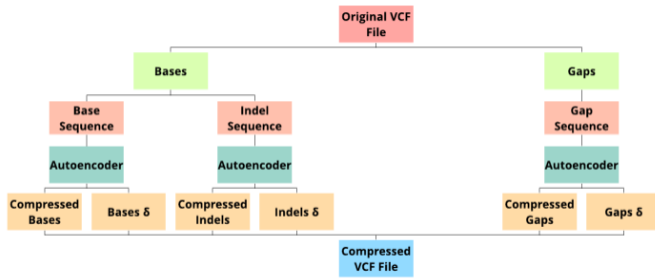 Original VCF
File
Bases
Gaps
Base
Sequence
Indel
Sequence
Gap
Sequence
Autoencoder
Autoencoder
Autoencoder
Compressed
Bases
Bases δ
Compressed
Indels
Indels δ
Compressed
Gaps
Gaps δ
Compressed
VCF File